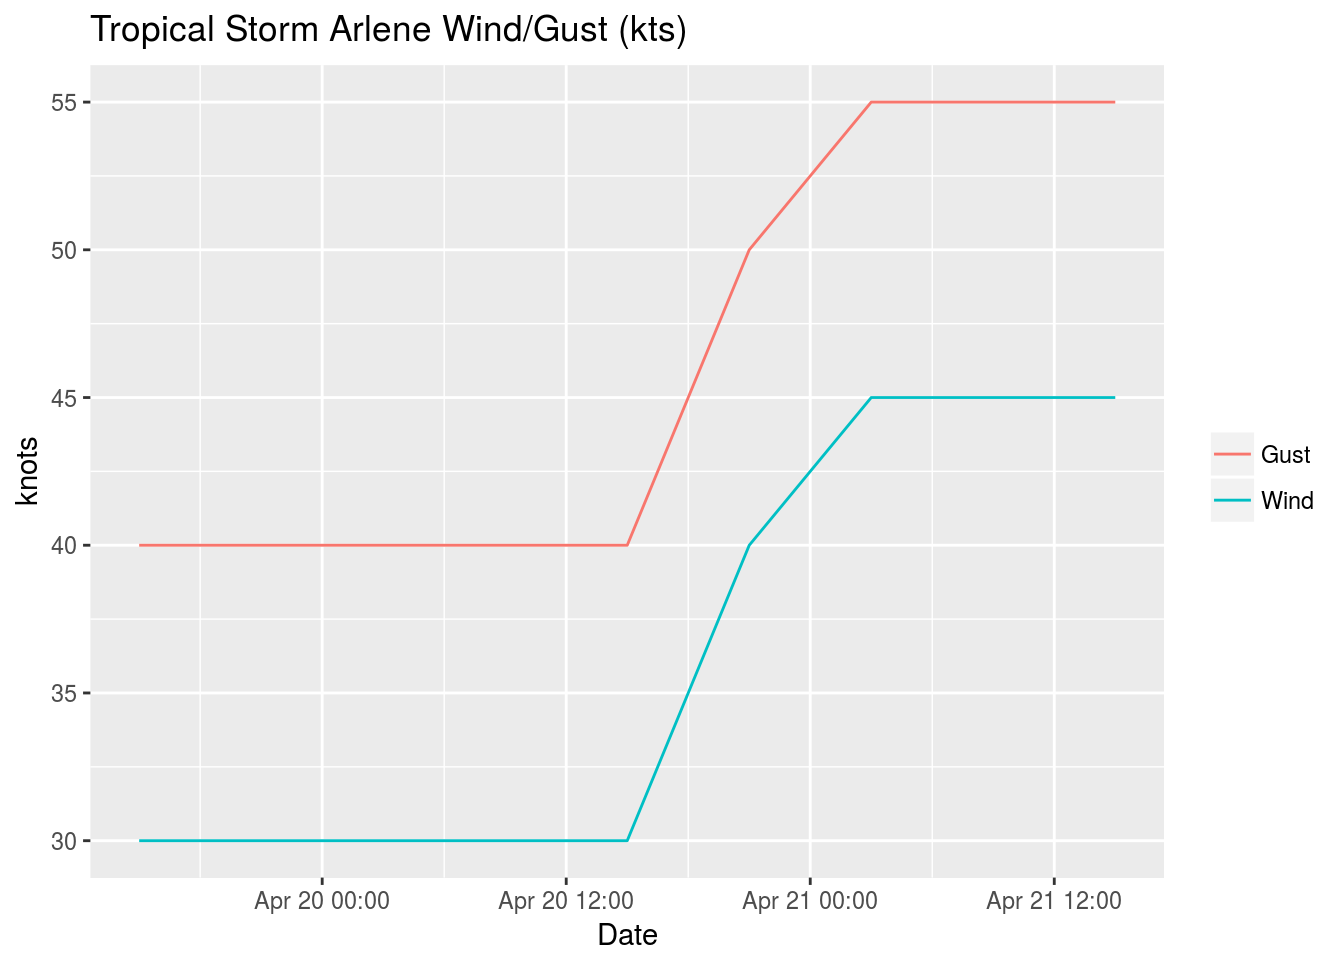 Tropical Storm Arlene Wind/Gust (kts)
55
50
45
40
35
30
knots
Apr 20 00:00
Apr 20 12:00
Apr 21 00:00
Apr 21 12:00
Date
Gust
Wind